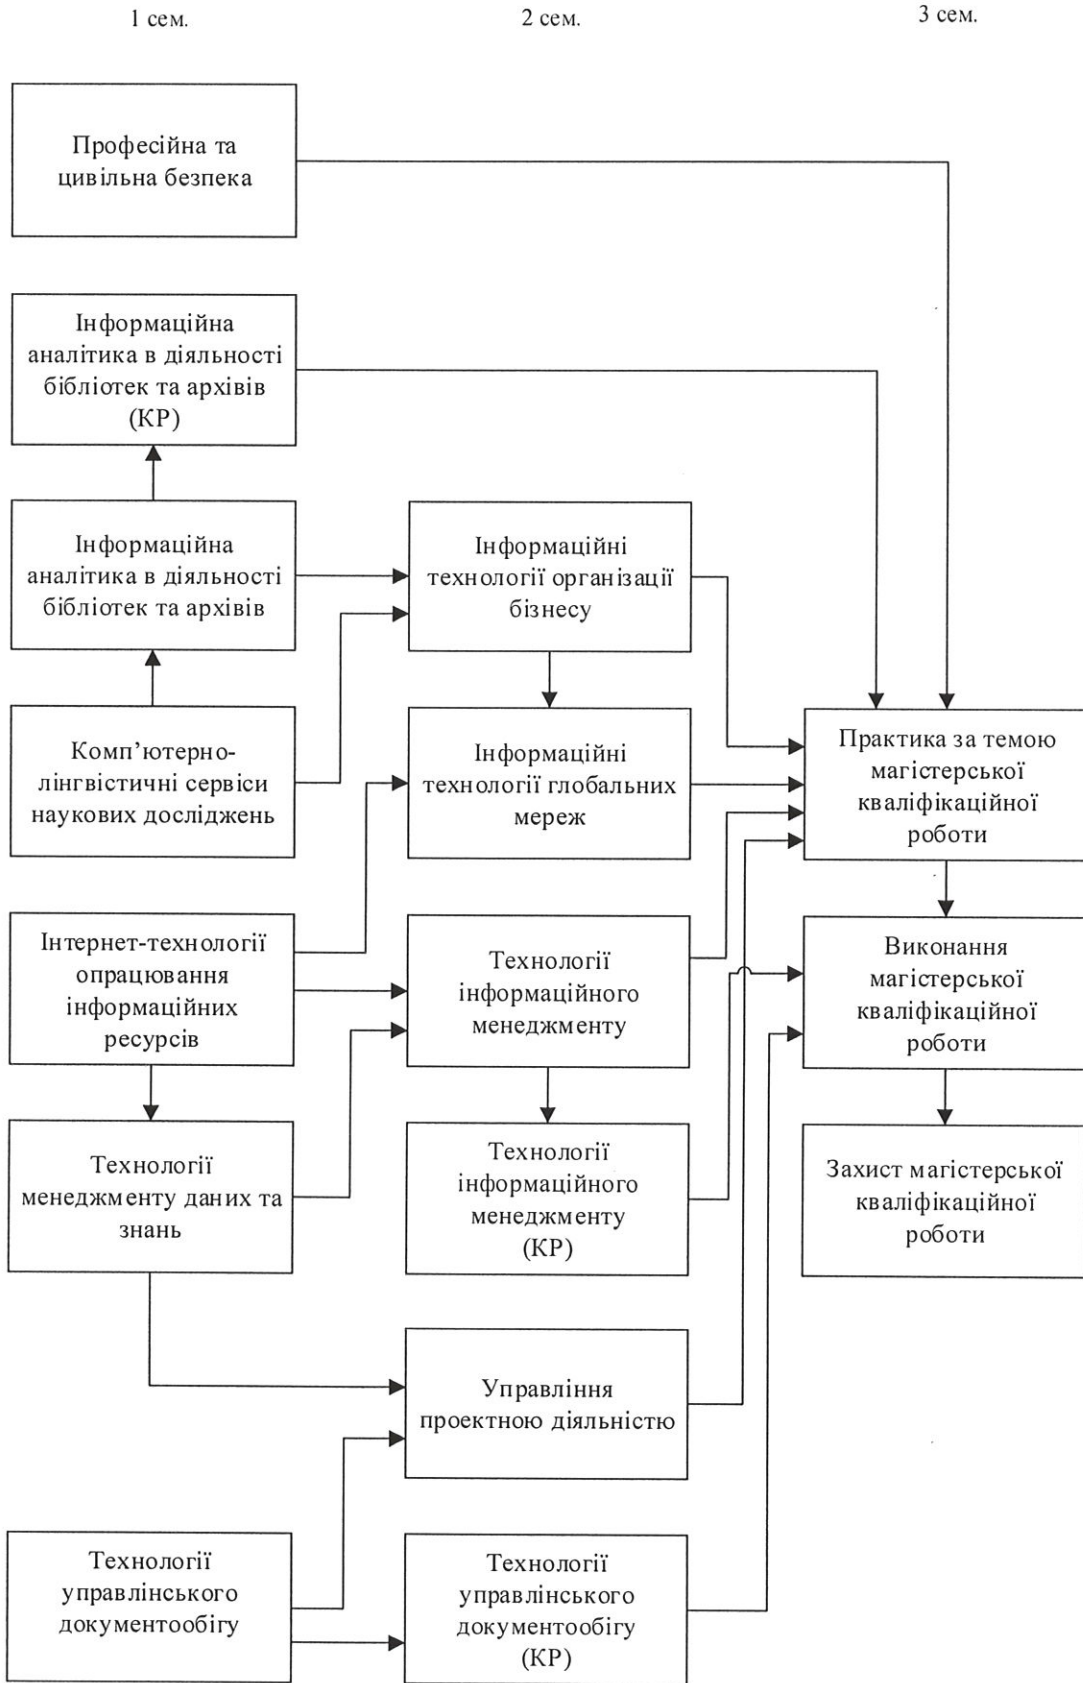 1 сем.
2 сем.
3 сем.
Професійна та
цивільна безпека
Інформаційна
аналітика в діяльності
бібліотек та архівів
(КР)
Інформаційна
аналітика в діяльності
бібліотек та архівів
Інформаційні
технології організації
бізнесу
Комп’ютерно-
лінгвістичні сервіси
наукових досліджень
Інформаційні
технології глобальних
мереж
Практика за темою
магістерської
кваліфікаційної
роботи
Інтернет-технології
опрацювання
інформаційних
ресурсів
Технології
інформаційного
менеджменту
Виконання
магістерської
кваліфікаційної
роботи
Технології
менеджменту даних та
знань
Технології
інформаційного
менеджменту
(КР)
Захист магістерської
кваліфікаційної
роботи
Управління
проектною діяльністю
Технології
управлінського
документообігу
Технології
управлінського
документообігу
(КР)